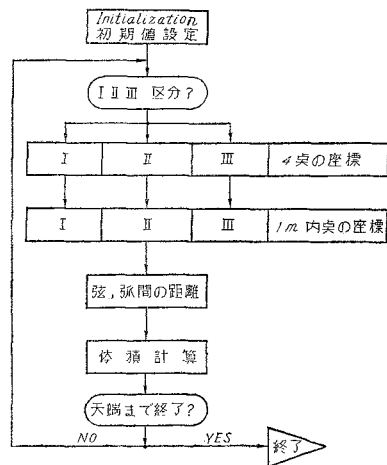 Initialization
初期値設定
I II III 区分?
I II III 4点の座標
I II III 1m 内点の座標
弦,弧間の距離
体積計算
天端まで終了?
NO YES
終了